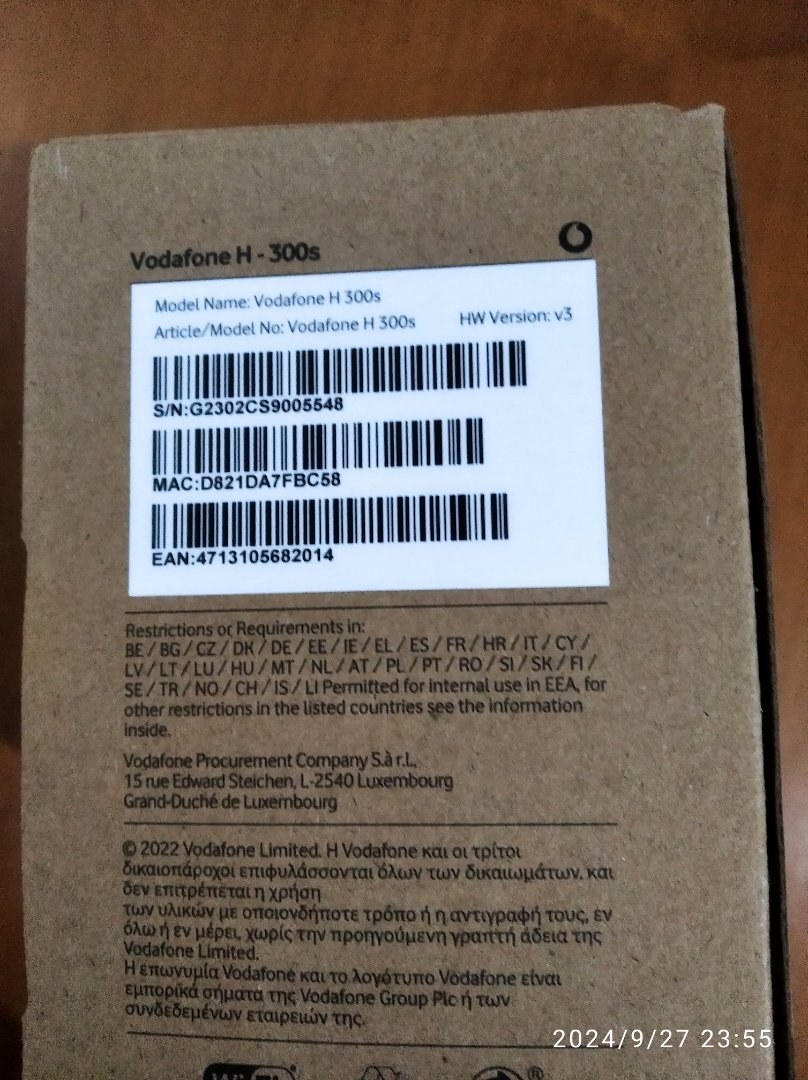 Vodafone H - 300s
Model Name: Vodafone H 300s
Article/Model No: Vodafone H 300s HW Version: v3
S/N:G2302CS9005548
MAC:D821DA7FBC58
EAN:4713105682014
Restrictions or Requirements in:
BE / BG / CZ / DK / DE / EE / IE / EL / ES / FR / HR / IT / CY /
LV / LT / LU / HU / MT / NL / AT / PL / PT / RO / SI / SK / FI /
SE / TR / NO / CH / IS / LI Permitted for internal use in EEA, for
other restrictions in the listed countries see the information
inside.
Vodafone Procurement Company S.à r.l.,
15 rue Edward Steichen, L-2540 Luxembourg
Grand-Duché de Luxembourg
© 2022 Vodafone Limited. Η Vodafone και οι τρίτοι
δικαιοπάροχοι επιφυλάσσονται όλων των δικαιωμάτων. και
δεν επιτρέπεται η χρήση
των υλικών με οποιονδήποτε τρόπο ή η αντιγραφή τους, εν
όλω ή εν μέρει, χωρίς την προηγούμενη γραπτή άδεια της
Vodafone Limited.
Η επωνυμία Vodafone και το λογότυπο Vodafone είναι
εμπορικά σήματα της Vodafone Group Plc ή των
συνδεδεμένων εταιρειών της.
2024/9/27 23:55